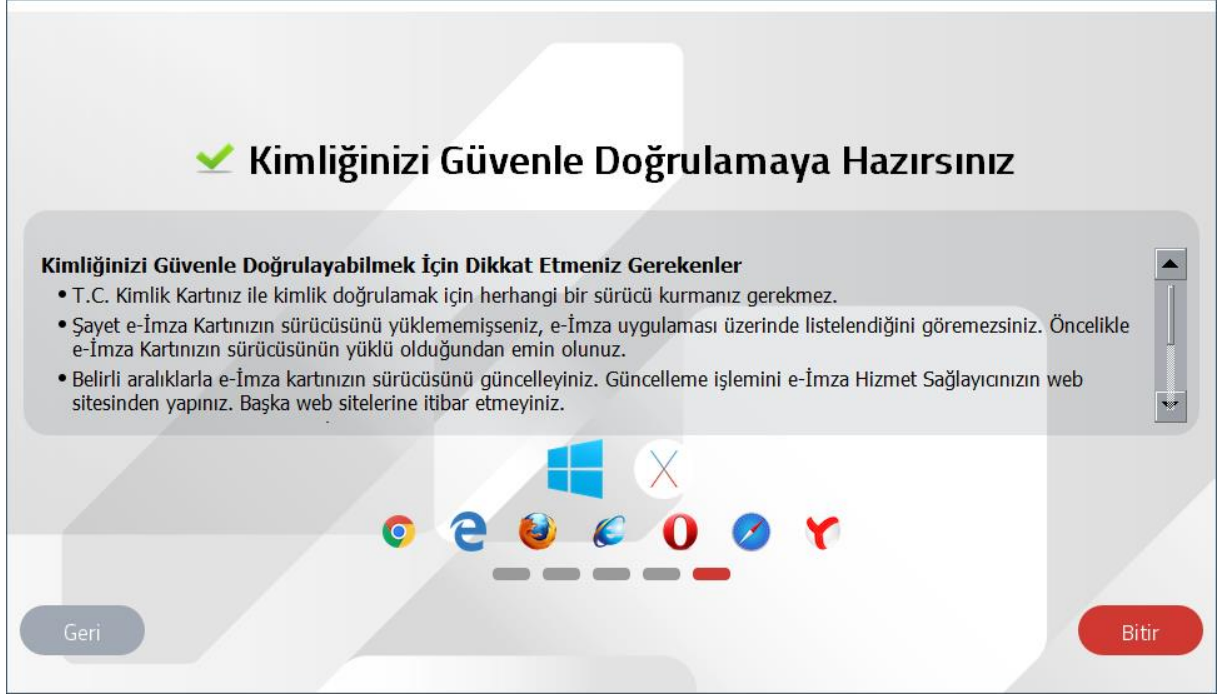 Kimliğinizi Güvenle Doğrulamaya Hazırsınız
Kimliğinizi Güvenle Doğrulayabilmek İçin Dikkat Etmeniz Gerekenler
• T.C. Kimlik Kartınız ile kimlik doğrulamak için herhangi bir sürücü kurmanız gerekmez.
• Şayet e-İmza Kartınızın sürücüsünü yüklememişseniz, e-İmza uygulaması üzerinde listelendiğini göremezsiniz. Öncelikle
e-İmza Kartınızın sürücüsünün yüklü olduğundan emin olunuz.
• Belirli aralıklarla e-İmza kartınızın sürücüsünü güncelleyiniz. Güncelleme işlemini e-İmza Hizmet Sağlayıcınızın web
sitesinden yapınız. Başka web sitelerine itibar etmeyiniz.
Geri
Bitir